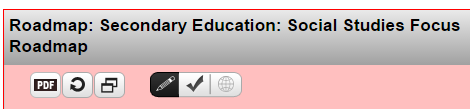 Roadmap: Secondary Education: Social Studies Focus
Roadmap
PDF